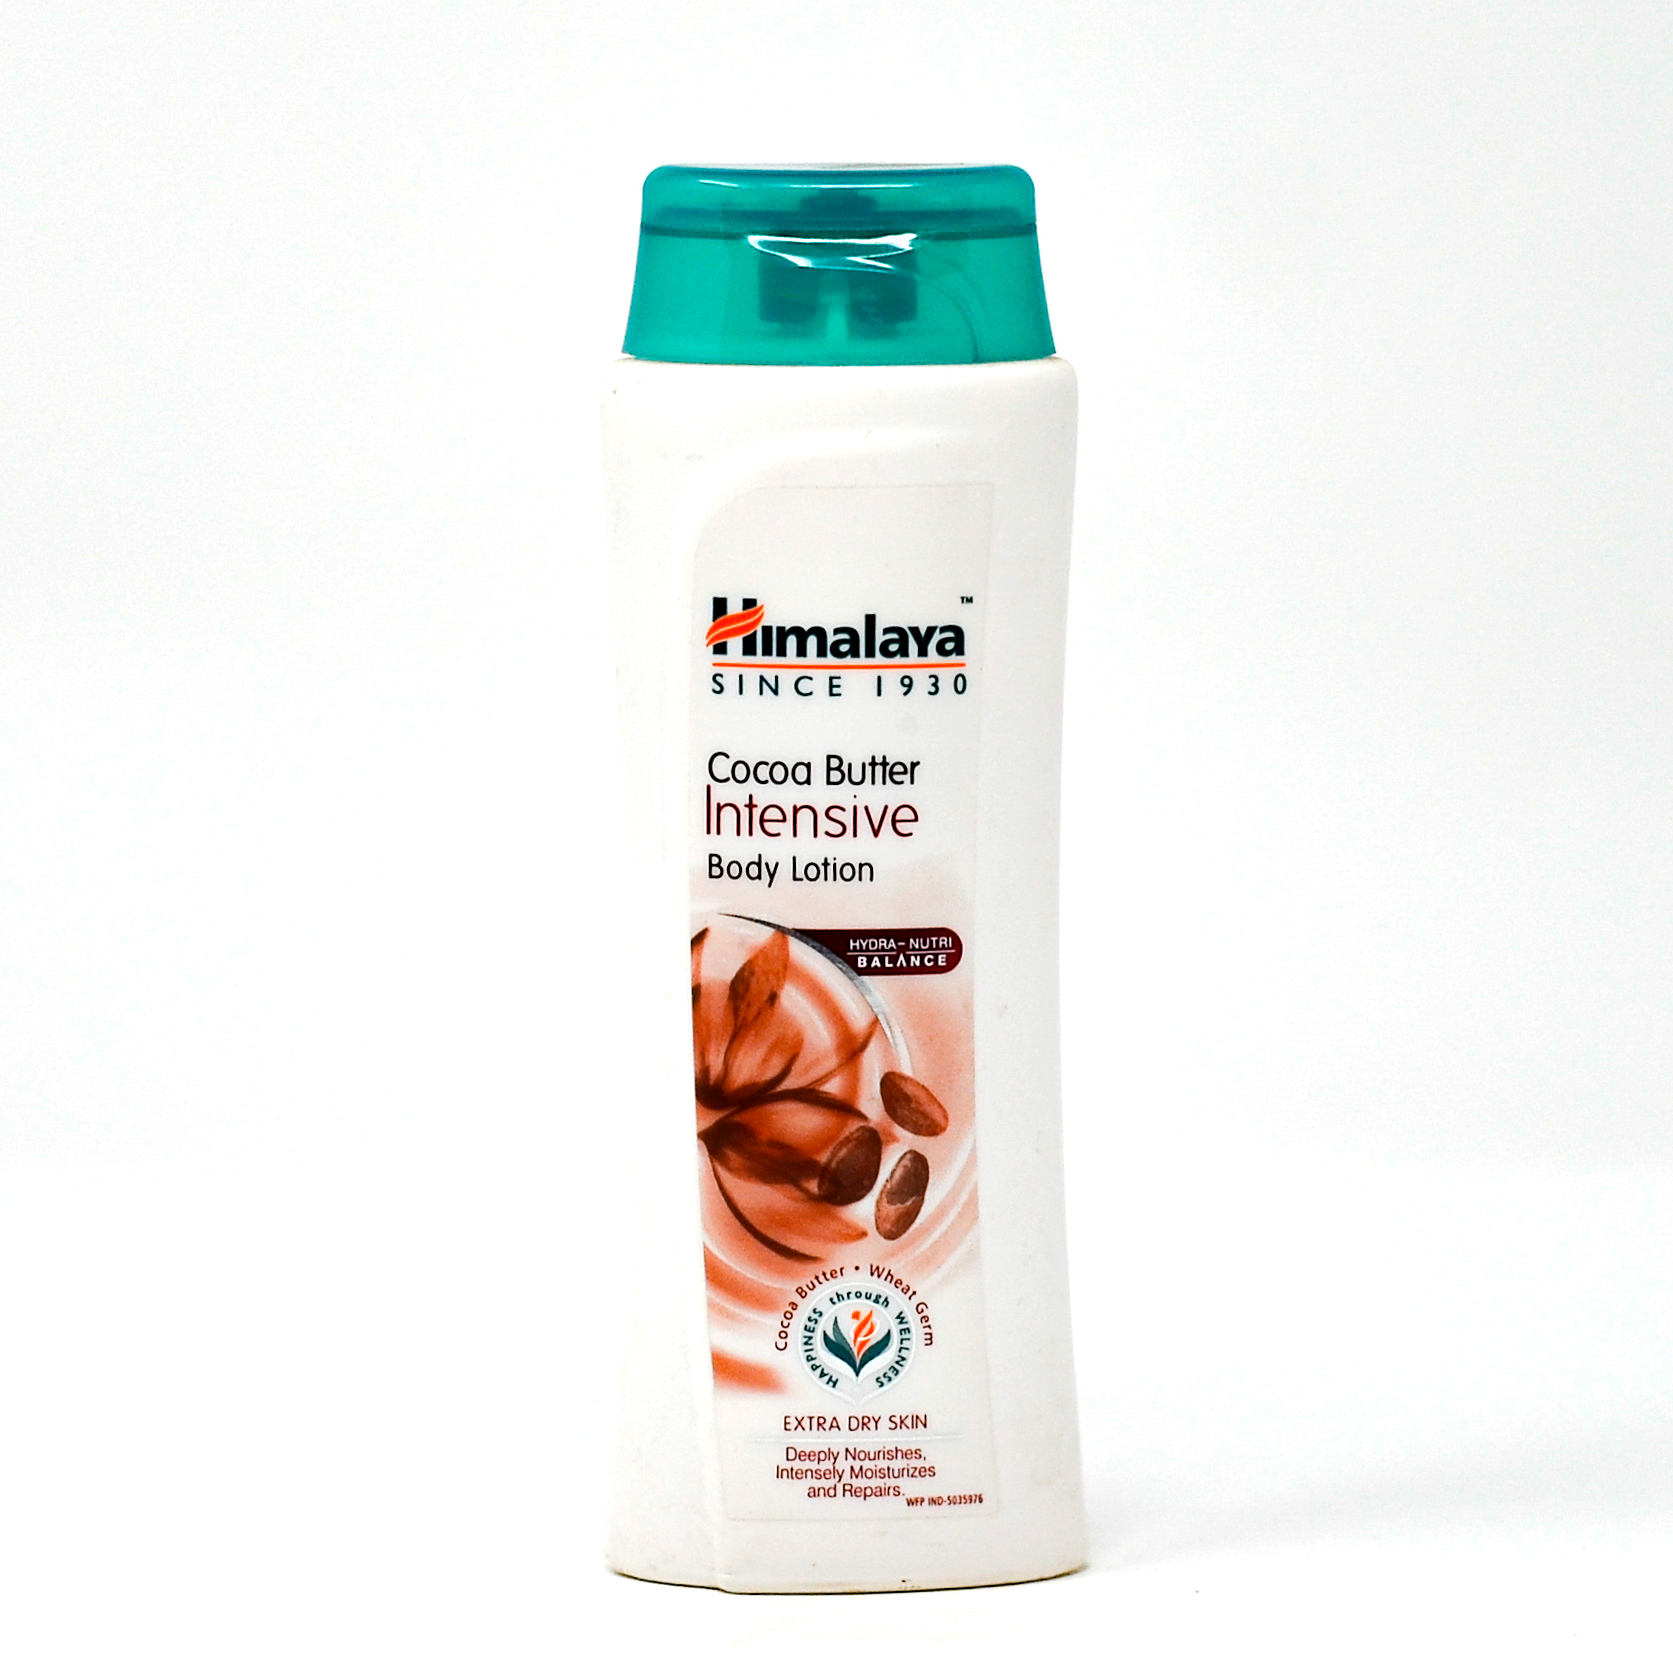 Himalaya™
SINCE 1930
Cocoa Butter
Intensive
Body Lotion
HYDRA-NUTRI
BALANCE
Cocoa Butter • Wheat Germ
HAPPINESS through WELLNESS
EXTRA DRY SKIN
Deeply Nourishes,
Intensely Moisturizes
and Repairs.
WFP IND-5035976